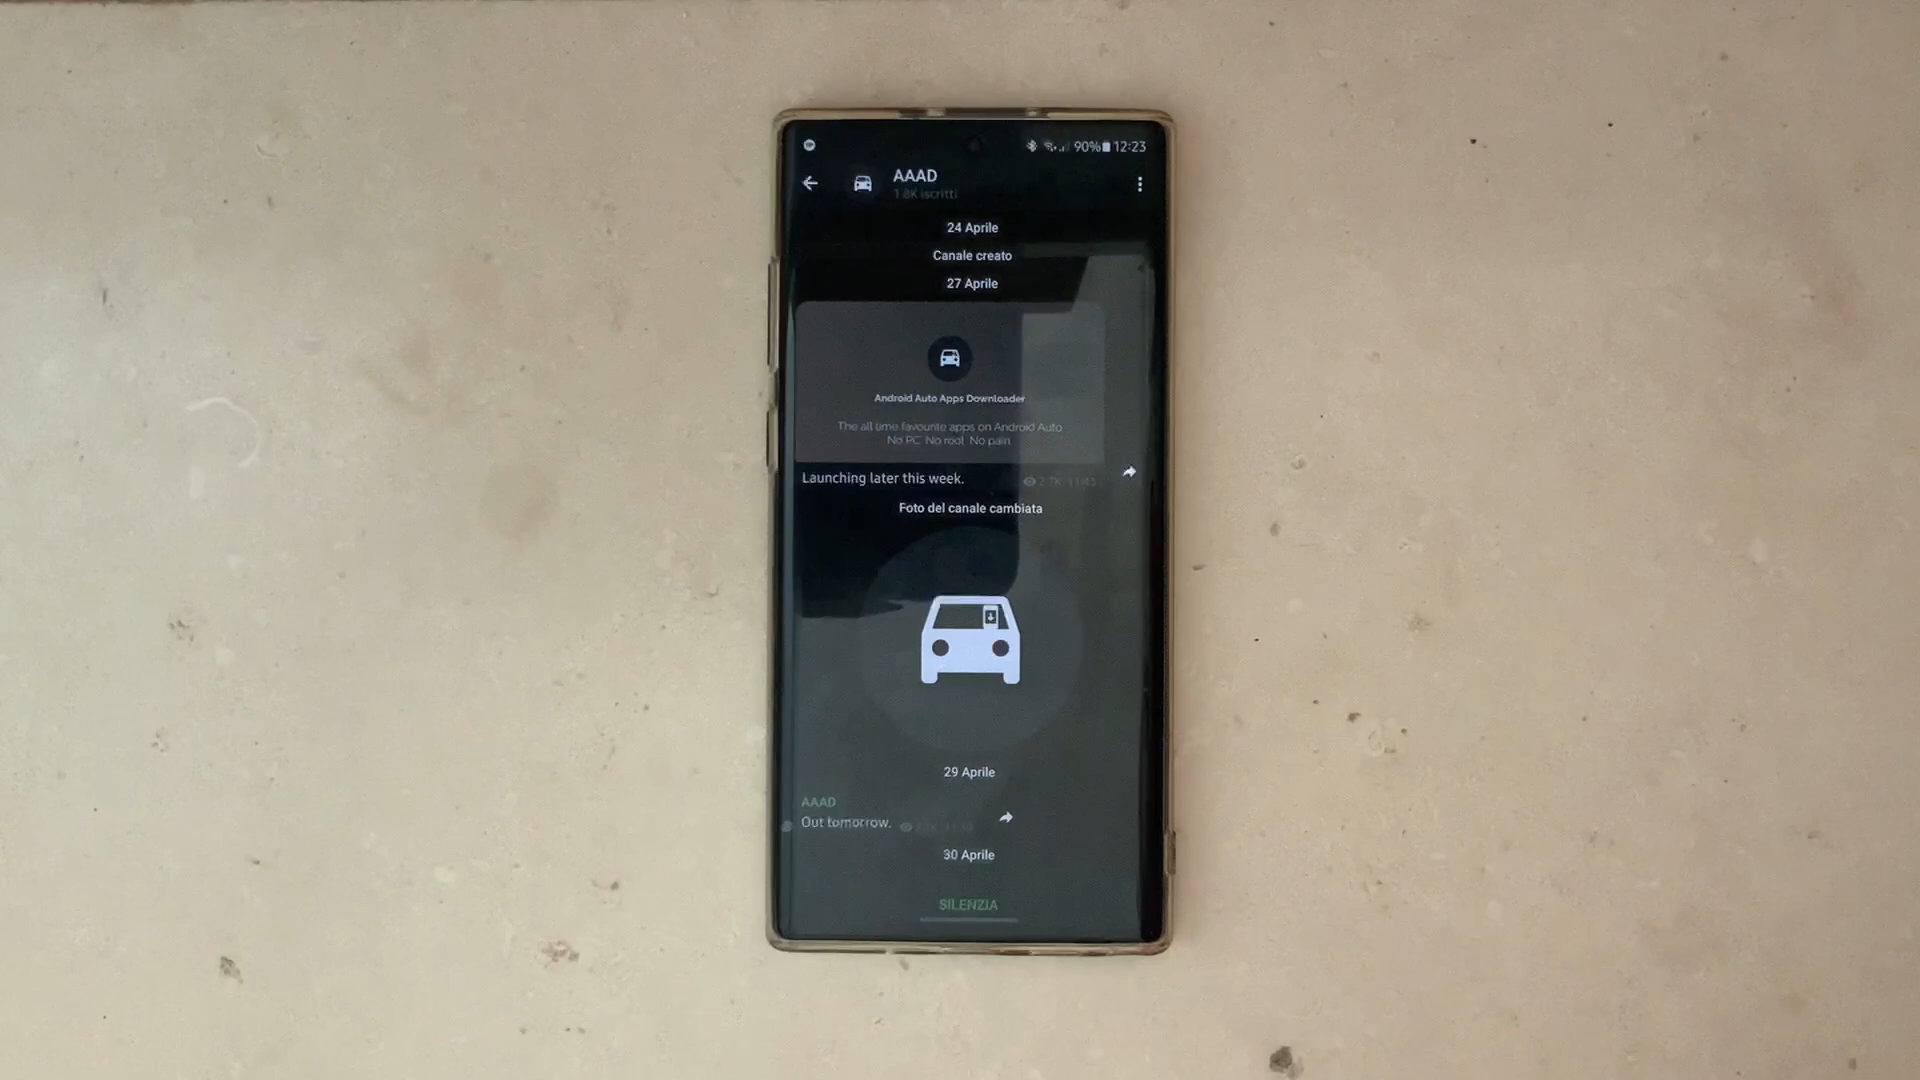 90% 12:23
AAAD
1.8K iscritti
24 Aprile
Canale creato
27 Aprile
Android Auto Apps Downloader
The all time favourite apps on Android Auto
No PC No root No pain
Launching later this week.
Foto del canale cambiata
29 Aprile
AAAD
Out tomorrow.
30 Aprile
SILENZIA